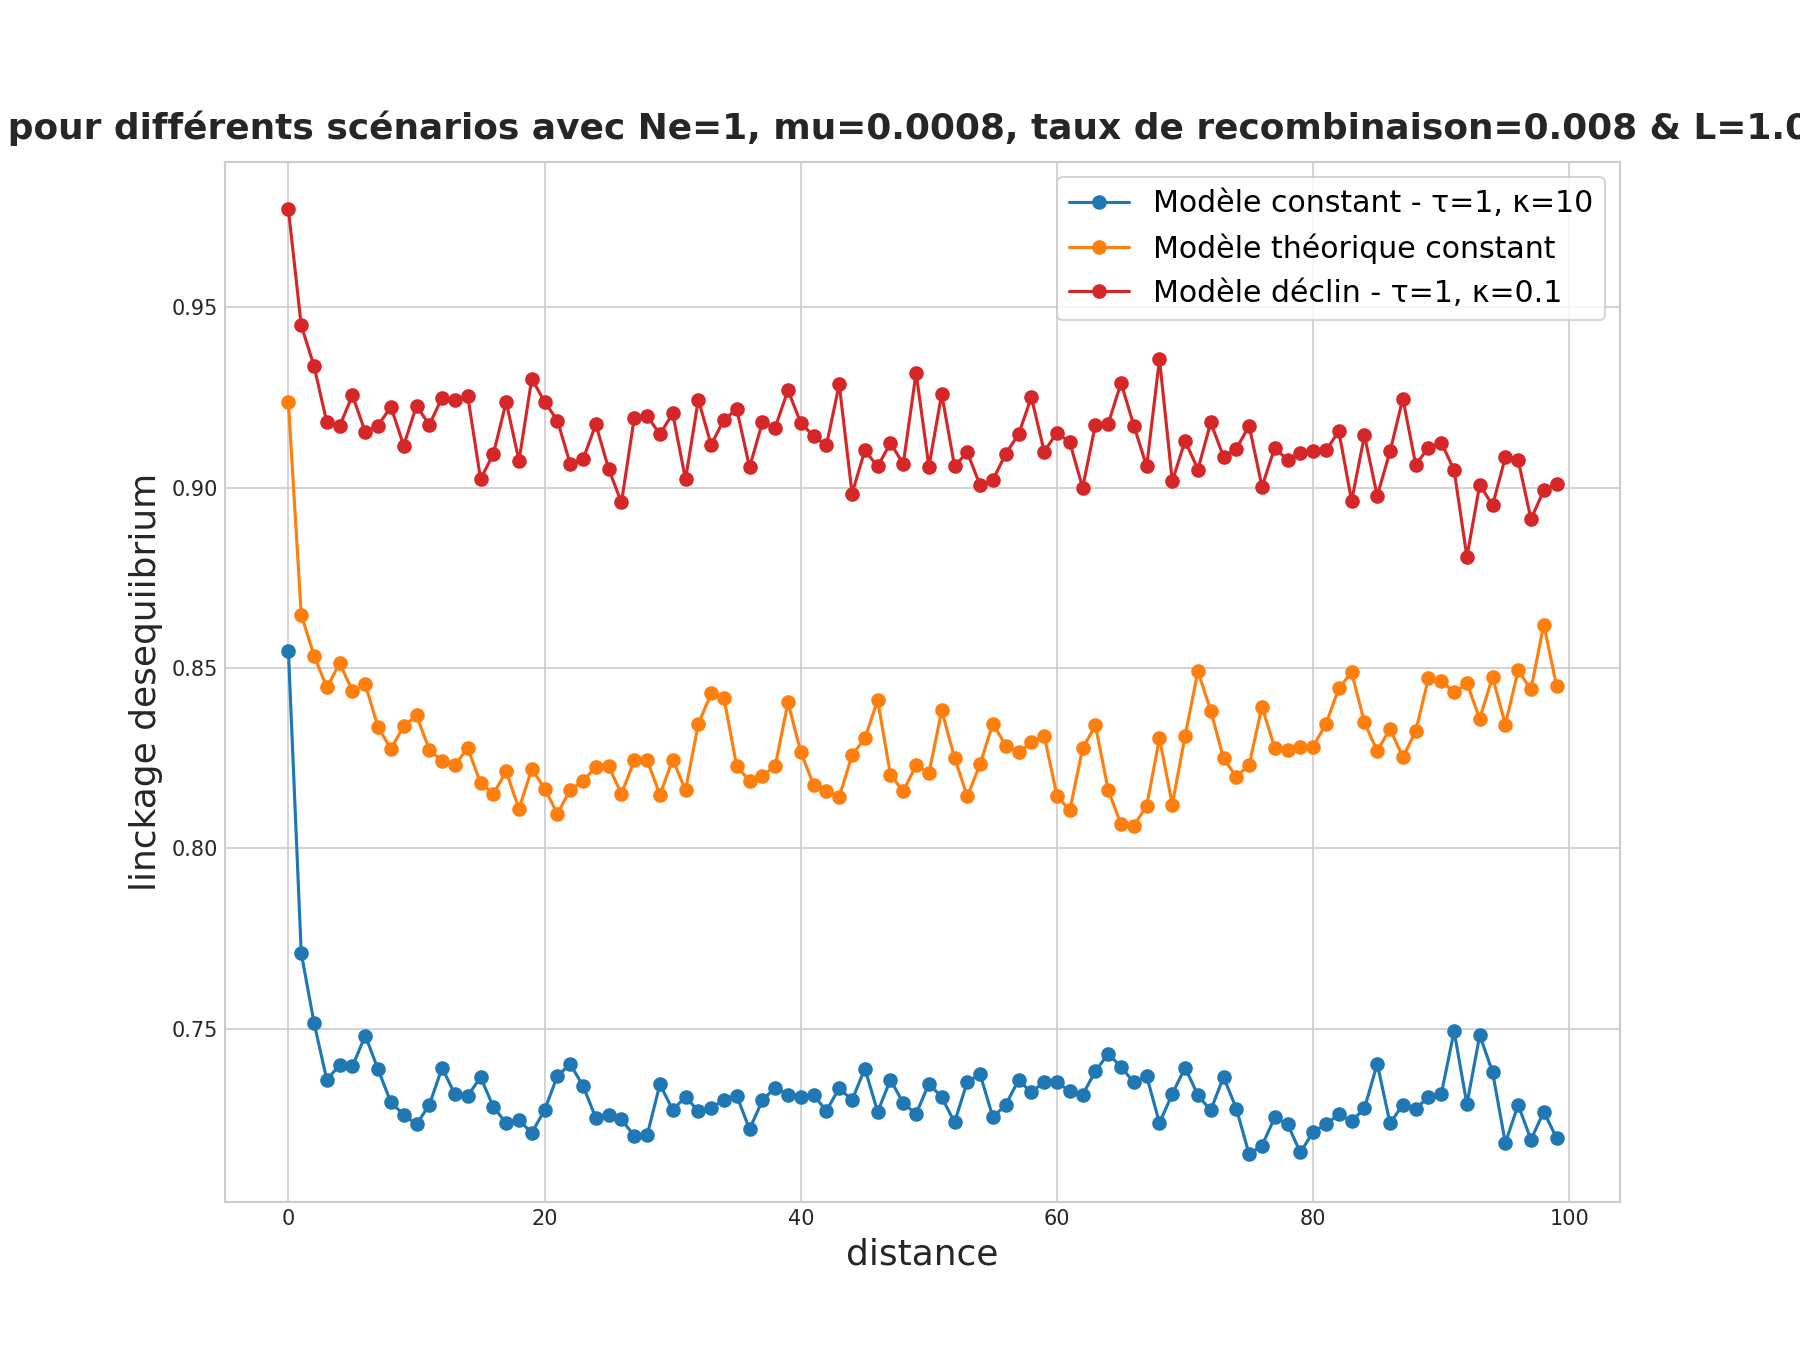 pour différents scénarios avec Ne=1, mu=0.0008, taux de recombinaison=0.008 & L=1.0
Modèle constant - τ=1, κ=10
Modèle théorique constant
Modèle déclin - τ=1, κ=0.1
linckage desequiibrium
0.95
0.90
0.85
0.80
0.75
0 20 40 60 80 100
distance